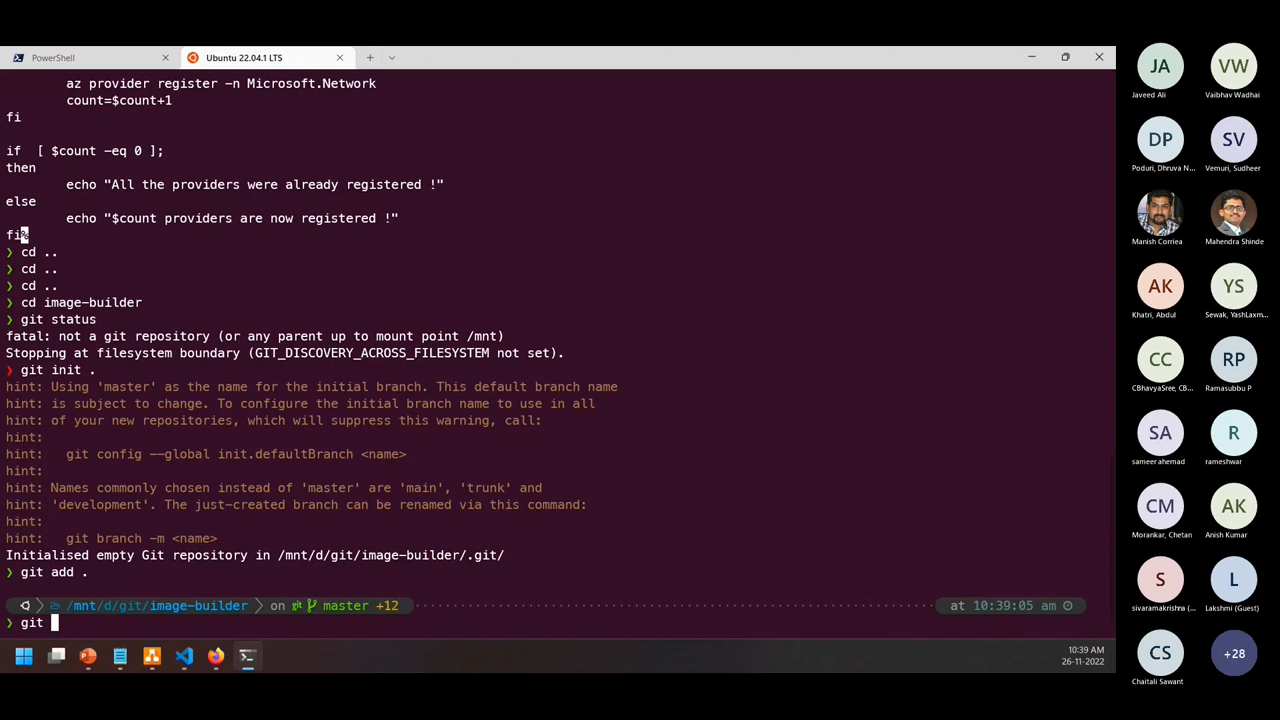 PowerShell
Ubuntu 22.04.1 LTS
az provider register -n Microsoft.Network
count=$count+1
fi
if [ $count -eq 0 ];
then
echo "All the providers were already registered !"
else
echo "$count providers are now registered !"
fi%
❯ cd ..
❯ cd ..
❯ cd ..
❯ cd image-builder
❯ git status
fatal: not a git repository (or any parent up to mount point /mnt)
Stopping at filesystem boundary (GIT_DISCOVERY_ACROSS_FILESYSTEM not set).
❯ git init .
hint: Using 'master' as the name for the initial branch. This default branch name
hint: is subject to change. To configure the initial branch name to use in all
hint: of your new repositories, which will suppress this warning, call:
hint:
hint: git config --global init.defaultBranch <name>
hint:
hint: Names commonly chosen instead of 'master' are 'main', 'trunk' and
hint: 'development'. The just-created branch can be renamed via this command:
hint:
hint: git branch -m <name>
Initialised empty Git repository in /mnt/d/git/image-builder/.git/
❯ git add .
/mnt/d/git/image-builder on git master +12 at 10:39:05 am
❯ git
10:39 AM
26-11-2022
JA
Javeed Ali
VW
Vaibhav Wadhai
DP
Poduri, Dhruva N...
SV
Vemuri, Sudheer
Manish Corriea
Mahendra Shinde
AK
Khatri, Abdul
YS
Sewak, YashLaxm...
CC
CBhavyaSree, CB...
RP
Ramasubbu P
SA
sameer ahemad
R
rameshwar
CM
Morankar, Chetan
AK
Anish Kumar
S
sivaramakrishna (...
L
Lakshmi (Guest)
CS
Chaitali Sawant
+28